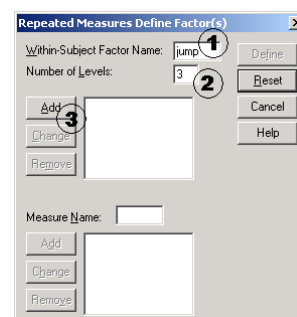 Repeated Measures Define Factor(s)
Within-Subject Factor Name: jump 1
Define
Number of Levels: 3 2
Reset
Add 3
Cancel
Change
Help
Remove
Measure Name:
Add
Change
Remove